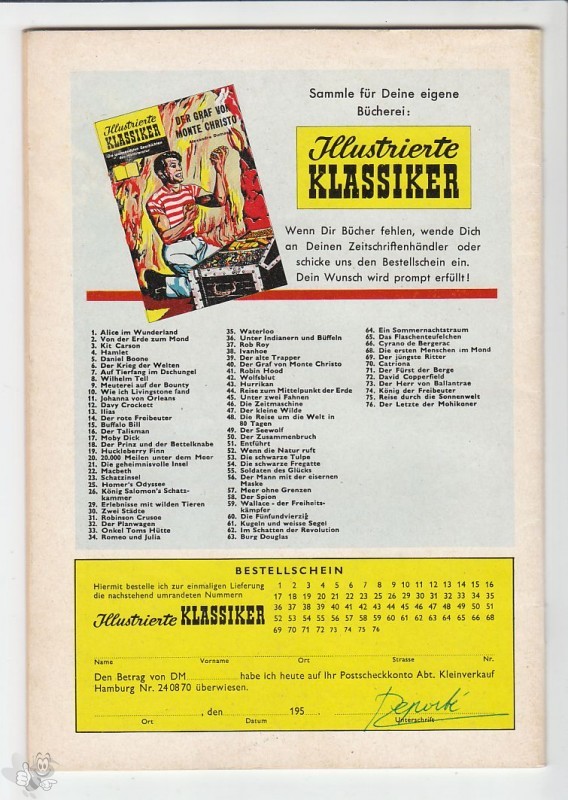 Illustrierte
KLASSIKER
DER GRAF VON
MONTE CHRISTO
Alexandre Dumas
Sammle für Deine eigene
Bücherei:
Illustrierte
KLASSIKER
Wenn Dir Bücher fehlen, wende Dich
an Deinen Zeitschriftenhändler oder
schicke uns den Bestellschein ein.
Dein Wunsch wird prompt erfüllt!
1. Alice im Wunderland
2. Von der Erde zum Mond
3. Kit Carson
4. Hamlet
5. Daniel Boone
6. Der Krieg der Welten
7. Auf Tierfang im Dschungel
8. Wilhelm Tell
9. Meuterei auf der Bounty
10. Wie ich Livingstone fand
11. Johanna von Orleans
12. Davy Crockett
13. Ilias
14. Der rote Freibeuter
15. Buffalo Bill
16. Der Talisman
17. Moby Dick
18. Der Prinz und der Bettelknabe
19. Huckleberry Finn
20. 20.000 Meilen unter dem Meer
21. Die geheimnisvolle Insel
22. Macbeth
23. Schatzinsel
25. Homer's Odyssee
26. König Salomon's Schatz-
kammer
29. Erlebnisse mit wilden Tieren
30. Zwei Städte
31. Robinson Crusoe
32. Der Planwagen
33. Onkel Toms Hütte
34. Romeo und Julia
35. Waterloo
36. Unter Indianern und Büffeln
37. Rob Roy
38. Ivanhoe
39. Der alte Trapper
40. Der Graf von Monte Christo
41. Robin Hood
42. Wolfsblut
43. Hurrikan
44. Reise zum Mittelpunkt der Erde
45. Unter zwei Fahnen
46. Die Zeitmaschine
47. Der kleine Wilde
48. Die Reise um die Welt in
80 Tagen
49. Der Seewolf
50. Der Zusammenbruch
51. Entführt
52. Wenn die Natur ruft
53. Die schwarze Tulpe
54. Die schwarze Fregatte
55. Soldaten des Glücks
56. Der Mann mit der eisernen
Maske
57. Meer ohne Grenzen
58. Der Spion
59. Wallace - der Freiheits-
kämpfer
60. Die Fünfundvierzig
61. Kugeln und weisse Segel
62. Im Schatten der Revolution
63. Burg Douglas
64. Ein Sommernachtstraum
65. Das Flaschenteufelchen
66. Cyrano de Bergerac
68. Die ersten Menschen im Mond
69. Der jüngste Ritter
70. Catriona
71. Der Fürst der Berge
72. David Copperfield
73. Der Herr von Ballantrae
74. König der Freibeuter
75. Reise durch die Sonnenwelt
76. Der Letzte der Mohikaner
BESTELLSCHEIN
Hiermit bestelle ich zur einmaligen Lieferung
die nachstehend umrandeten Nummern
Illustrierte KLASSIKER
1 2 3 4 5 6 7 8 9 10 11 12 13 14 15 16
17 18 19 20 21 22 23 25 26 29 30 31 32 33 34 35
36 37 38 39 40 41 42 43 44 45 46 47 48 49 50 51
52 53 54 55 56 57 58 59 60 61 62 63 64 65 66 68
69 70 71 72 73 74 75 76
Name Vorname Ort Strasse Nr.
Den Betrag von DM habe ich heute auf Ihr Postscheckkonto Abt. Kleinverkauf
Hamburg Nr. 240870 überwiesen.
, den 195
Ort Datum Unterschrift